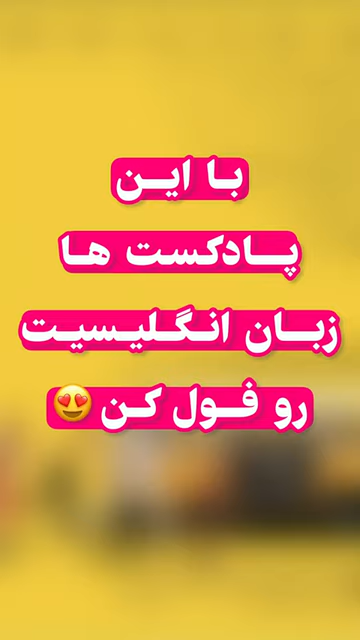 با این
پادکست ها
زبان انگلیسیت
رو فول کن 😍